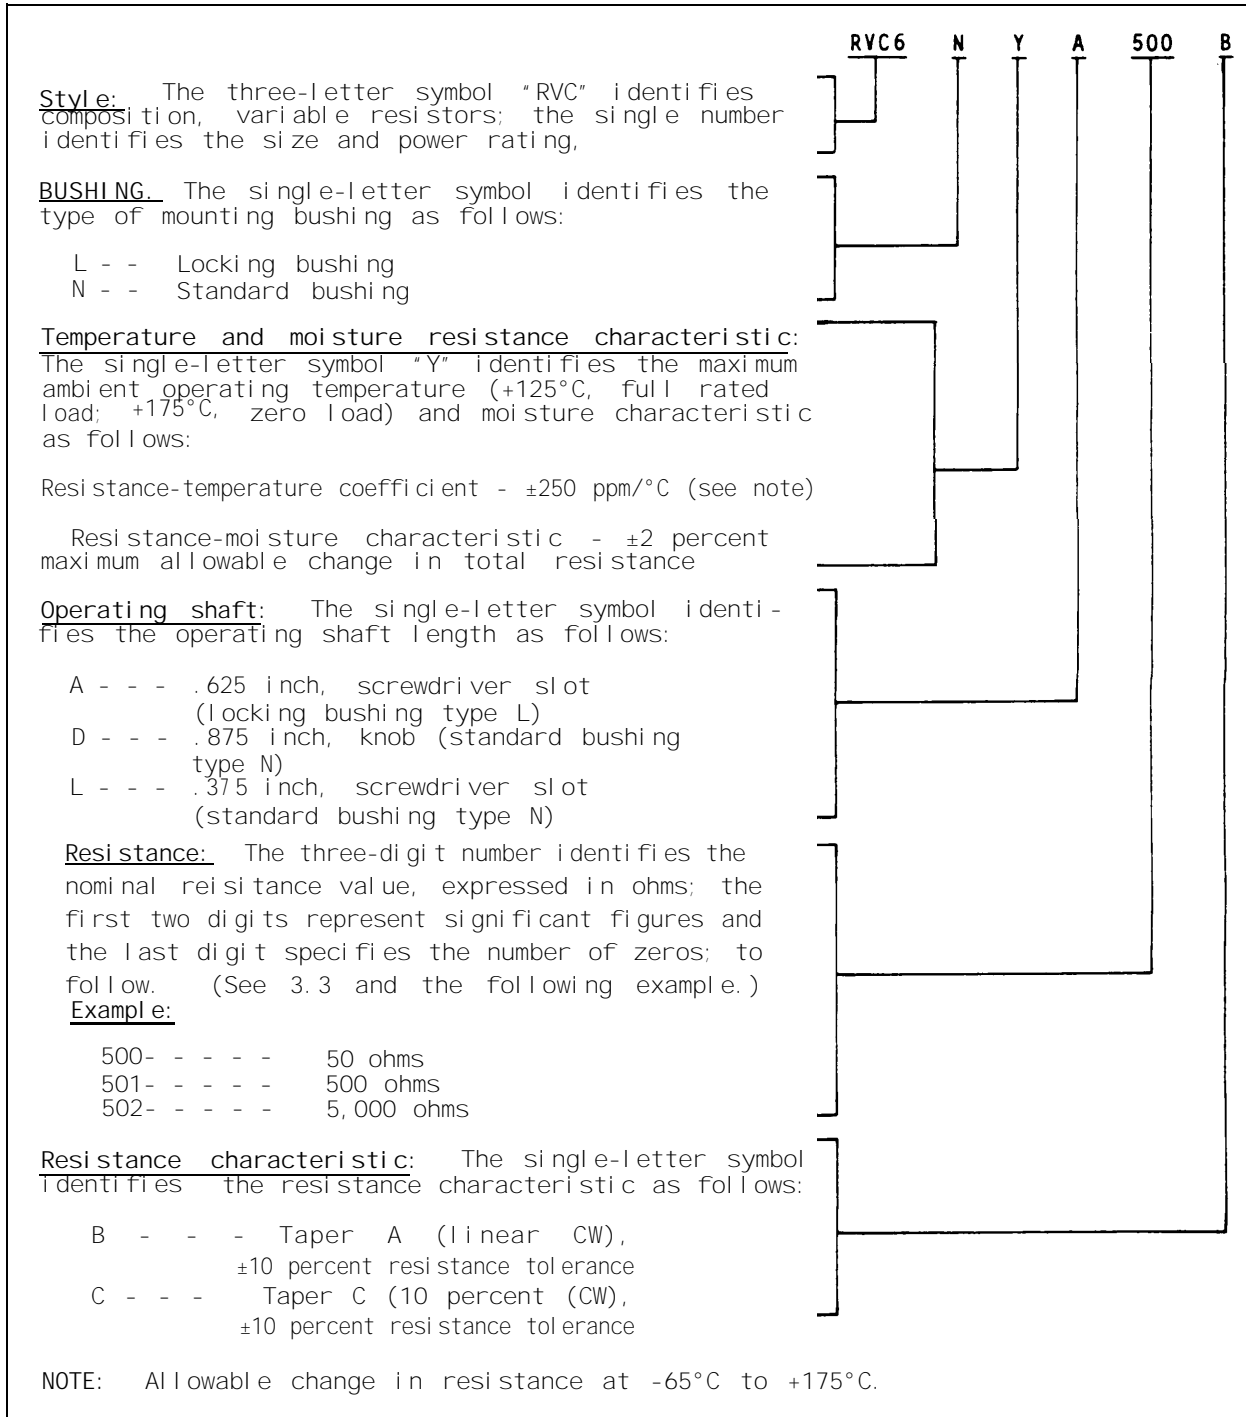 RVC6 N Y A 500 B
Style: The three-letter symbol "RVC" identifies
composition, variable resistors; the single number
identifies the size and power rating,
BUSHING. The single-letter symbol identifies the
type of mounting bushing as follows:
L - - Locking bushing
N - - Standard bushing
Temperature and moisture resistance characteristic:
The single-letter symbol "Y" identifies the maximum
ambient operating temperature (+125°C, full rated
load; +175°C, zero load) and moisture characteristic
as follows:
Resistance-temperature coefficient - ±250 ppm/°C (see note)
Resistance-moisture characteristic - ±2 percent
maximum allowable change in total resistance
Operating shaft: The single-letter symbol identi-
fies the operating shaft length as follows:
A - - - .625 inch, screwdriver slot
(locking bushing type L)
D - - - .875 inch, knob (standard bushing
type N)
L - - - .375 inch, screwdriver slot
(standard bushing type N)
Resistance: The three-digit number identifies the
nominal reisitance value, expressed in ohms; the
first two digits represent significant figures and
the last digit specifies the number of zeros; to
follow. (See 3.3 and the following example.)
Example:
500- - - - - 50 ohms
501- - - - - 500 ohms
502- - - - - 5,000 ohms
Resistance characteristic: The single-letter symbol
identifies the resistance characteristic as follows:
B - - - Taper A (linear CW),
±10 percent resistance tolerance
C - - - Taper C (10 percent (CW),
±10 percent resistance tolerance
NOTE: Allowable change in resistance at -65°C to +175°C.